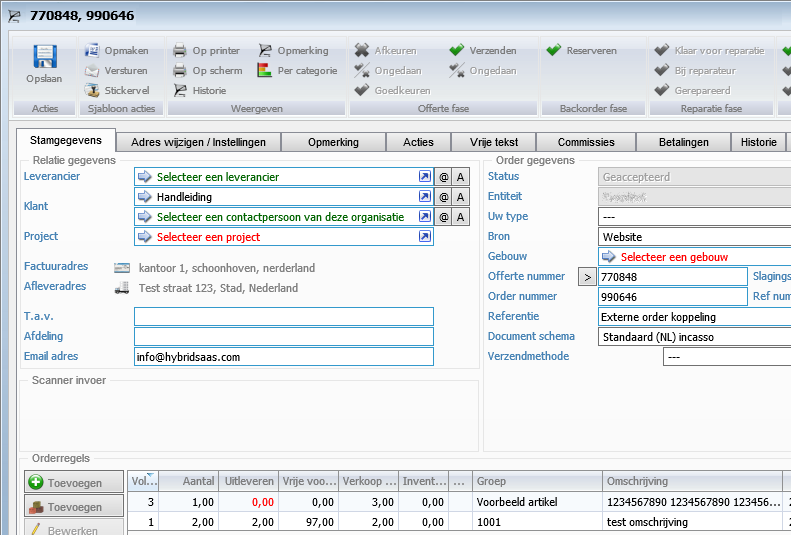 770848, 990646
Opslaan
Acties
Opmaken
Versturen
Stickervel
Sjabloon acties
Op printer
Op scherm
Historie
Opmerking
Per categorie
Weergeven
Afkeuren
Ongedaan
Goedkeuren
Verzenden
Ongedaan
Offerte fase
Reserveren
Backorder fase
Klaar voor reparatie
Bij reparateur
Gerepareerd
Reparatie fase
Stamgegevens Adres wijzigen / Instellingen Opmerking Acties Vrije tekst Commissies Betalingen Historie
Relatie gegevens
Leverancier Selecteer een leverancier @ A
Klant Handleiding @ A
Selecteer een contactpersoon van deze organisatie @ A
Project Selecteer een project
Factuuradres kantoor 1, schoonhoven, nerderland
Afleveradres Test straat 123, Stad, Nederland
T.a.v.
Afdeling
Email adres info@hybridsaas.com
Order gegevens
Status Geaccepteerd
Entiteit
Uw type ---
Bron Website
Gebouw Selecteer een gebouw
Offerte nummer > 770848 Slagings
Order nummer 990646 Ref num
Referentie Externe order koppeling
Document schema Standaard (NL) incasso
Verzendmethode ---
Scanner invoer
Orderregels
Toevoegen
Toevoegen
Bewerken
Vol... Aantal Uitleveren Vrije voo... Verkoop ... Invent... ... Groep Omschrijving
3 1,00 0,00 0,00 3,00 0,00 Voorbeeld artikel 1234567890 1234567890 123456...
1 2,00 2,00 97,00 2,00 0,00 1001 test omschrijving